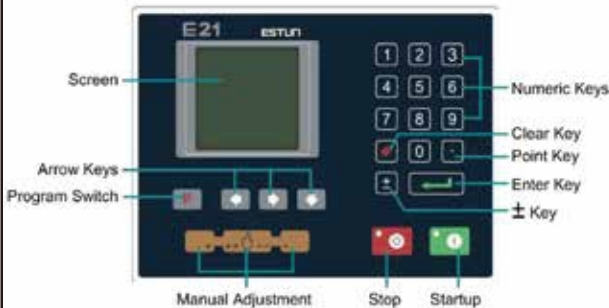 E21 ESTUN
Screen
1 2 3
4 5 6
Numeric Keys
7 8 9
Clear Key
0 .
Point Key
Arrow Keys
Program Switch
P
±
Enter Key
± Key
Manual Adjustment
Stop
Startup